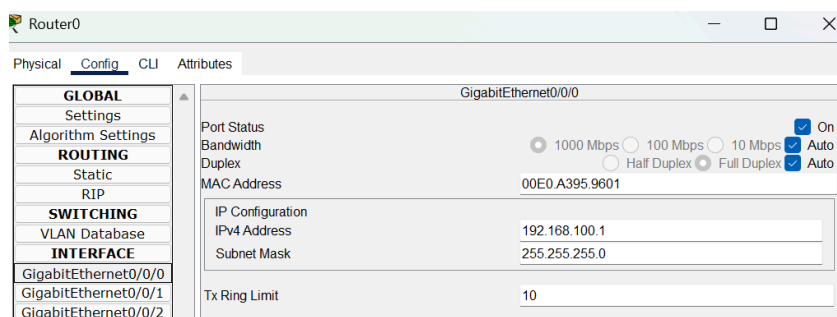 Router0
Physical Config CLI Attributes
GLOBAL
Settings
Algorithm Settings
ROUTING
Static
RIP
SWITCHING
VLAN Database
INTERFACE
GigabitEthernet0/0/0
GigabitEthernet0/0/1
GigabitEthernet0/0/2
GigabitEthernet0/0/0
Port Status On
Bandwidth 1000 Mbps 100 Mbps 10 Mbps Auto
Duplex Half Duplex Full Duplex Auto
MAC Address 00E0.A395.9601
IP Configuration
IPv4 Address 192.168.100.1
Subnet Mask 255.255.255.0
Tx Ring Limit 10